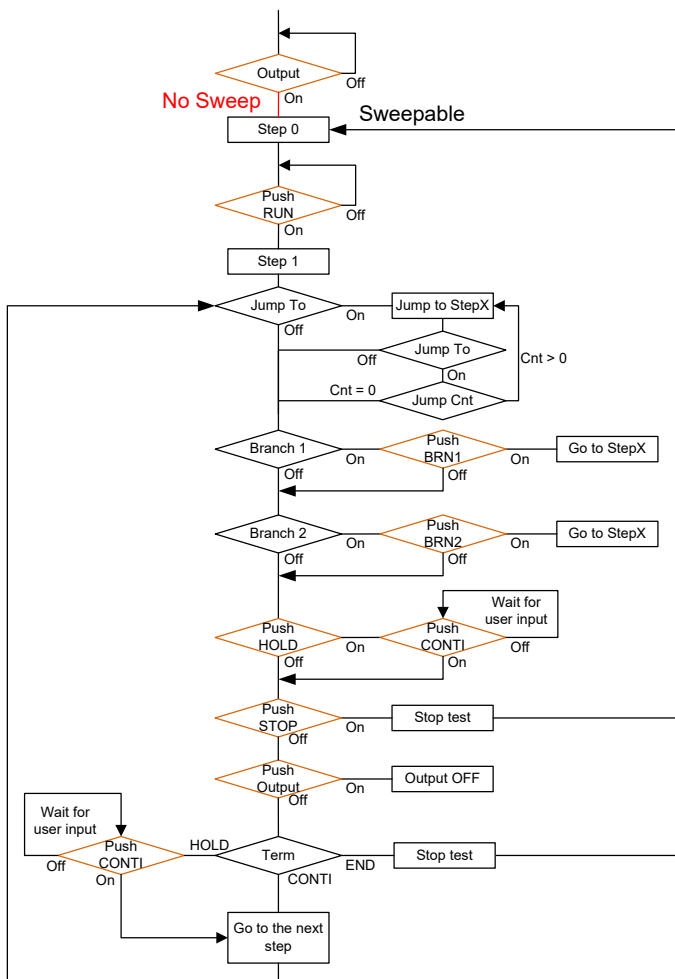 Output
Off
On
No Sweep
Sweepable
Step 0
Push
RUN
Off
On
Step 1
Jump To
On
Jump to StepX
Off
Jump To
Off
Cnt > 0
On
Cnt = 0
Jump Cnt
Branch 1
On
Push
BRN1
On
Go to StepX
Off
Off
Branch 2
On
Push
BRN2
On
Go to StepX
Off
Off
Wait for
user input
Push
HOLD
On
Push
CONTI
Off
Off
On
Push
STOP
On
Stop test
Off
Push
Output
On
Output OFF
Off
Wait for
user input
Push
CONTI
HOLD
Term
END
Stop test
Off
On
CONTI
Go to the next
step